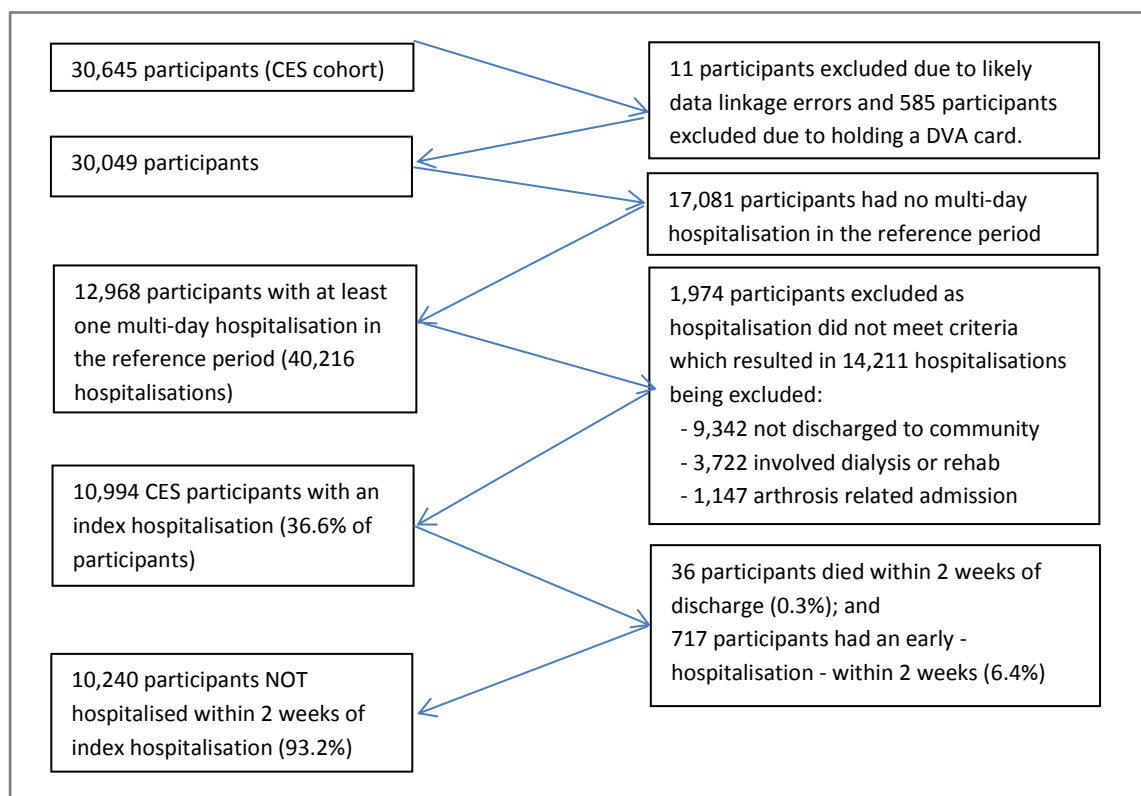 30,645 participants (CES cohort)
11 participants excluded due to likely
data linkage errors and 585 participants
excluded due to holding a DVA card.
30,049 participants
17,081 participants had no multi-day
hospitalisation in the reference period
12,968 participants with at least
one multi-day hospitalisation in
the reference period (40,216
hospitalisations)
1,974 participants excluded as
hospitalisation did not meet criteria
which resulted in 14,211 hospitalisations
being excluded:
- 9,342 not discharged to community
- 3,722 involved dialysis or rehab
- 1,147 arthrosis related admission
10,994 CES participants with an
index hospitalisation (36.6% of
participants)
36 participants died within 2 weeks of
discharge (0.3%); and
717 participants had an early -
hospitalisation - within 2 weeks (6.4%)
10,240 participants NOT
hospitalised within 2 weeks of
index hospitalisation (93.2%)